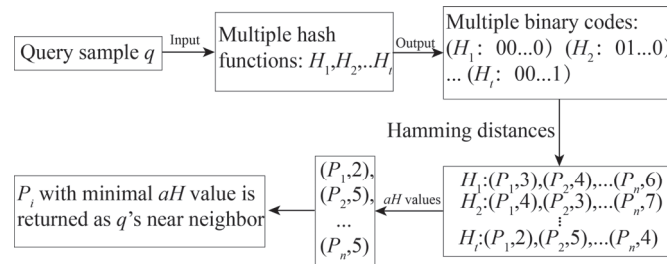 Query sample q
Input
Multiple hash
functions: H₁,H₂,..Hₜ
Output
Multiple binary codes:
(H₁: 00...0) (H₂: 01...0)
... (Hₜ: 00...1)
Hamming distances
H₁:(P₁,3),(P₂,4),...(Pₙ,6)
H₂:(P₁,4),(P₂,3),...(Pₙ,7)
⋮
Hₜ:(P₁,2),(P₂,5),...(Pₙ,4)
aH values
(P₁,2),
(P₂,5),
...
(Pₙ,5)
Pᵢ with minimal aH value is
returned as q's near neighbor